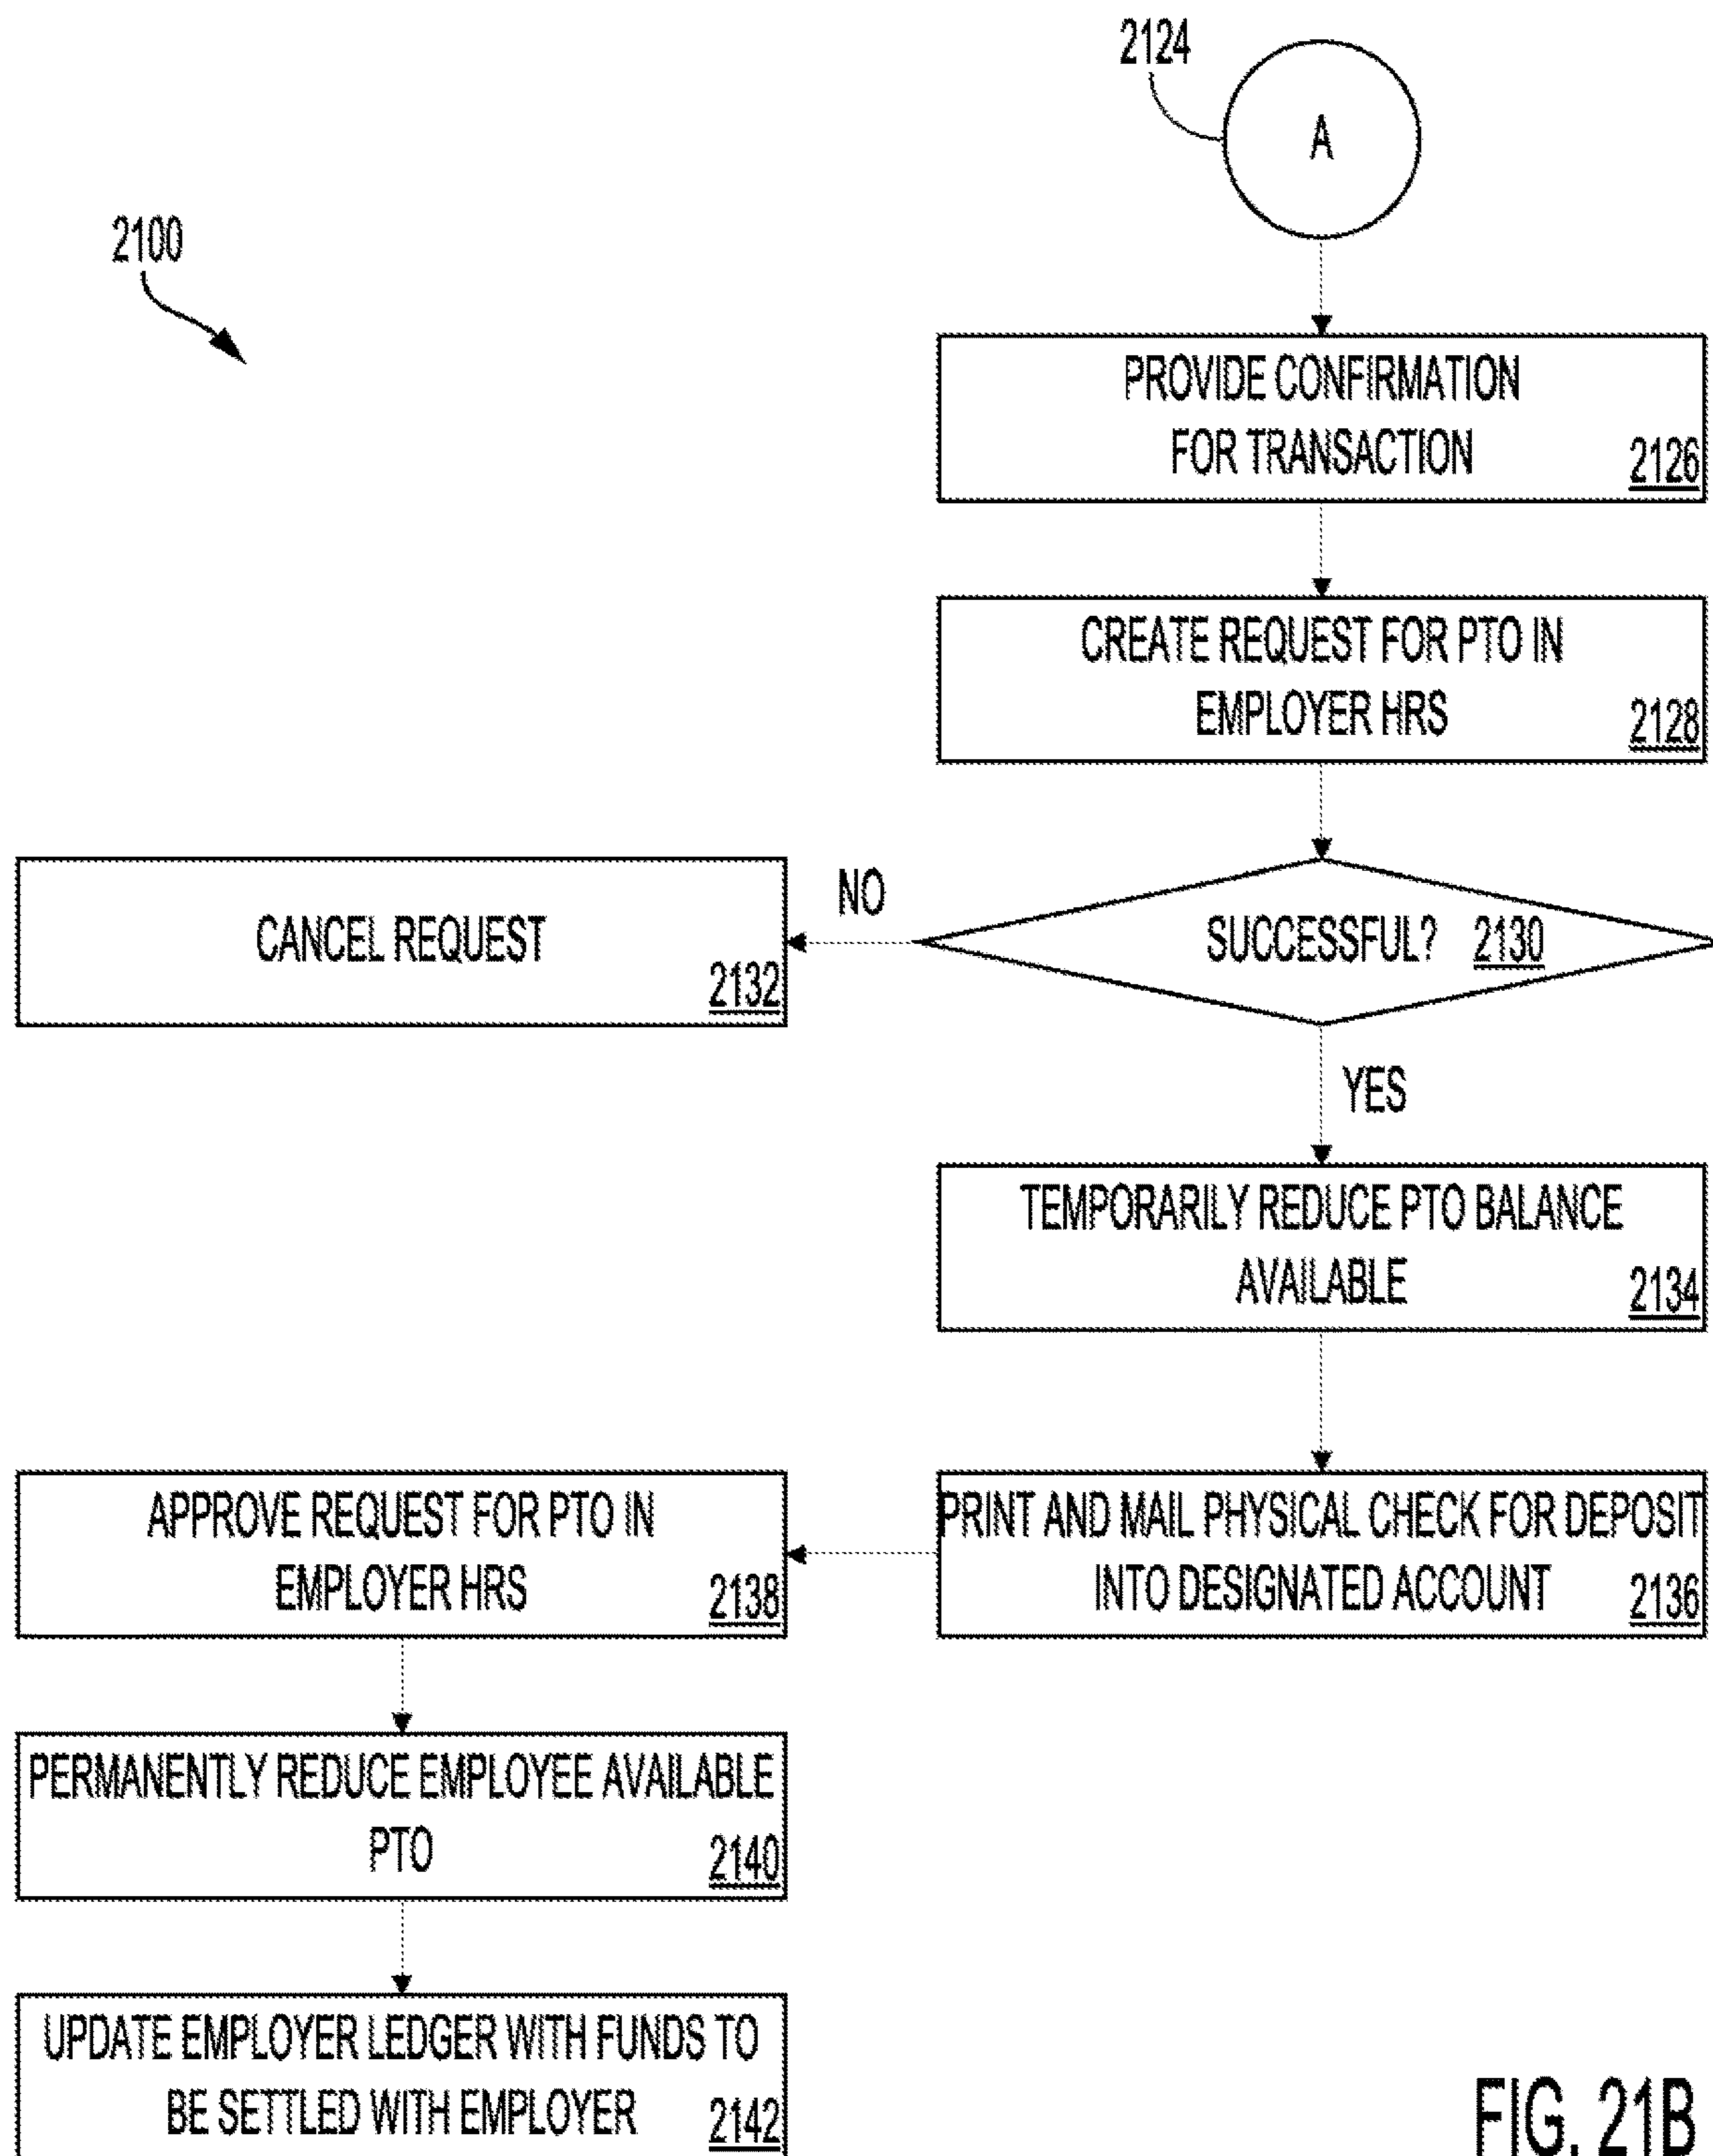 2124
A
2100
PROVIDE CONFIRMATION
FOR TRANSACTION
2126
CREATE REQUEST FOR PTO IN
EMPLOYER HRS
2128
CANCEL REQUEST
2132
NO
SUCCESSFUL? 2130
YES
TEMPORARILY REDUCE PTO BALANCE
AVAILABLE
2134
PRINT AND MAIL PHYSICAL CHECK FOR DEPOSIT
INTO DESIGNATED ACCOUNT
2136
APPROVE REQUEST FOR PTO IN
EMPLOYER HRS
2138
PERMANENTLY REDUCE EMPLOYEE AVAILABLE
PTO
2140
UPDATE EMPLOYER LEDGER WITH FUNDS TO
BE SETTLED WITH EMPLOYER
2142
FIG. 21B